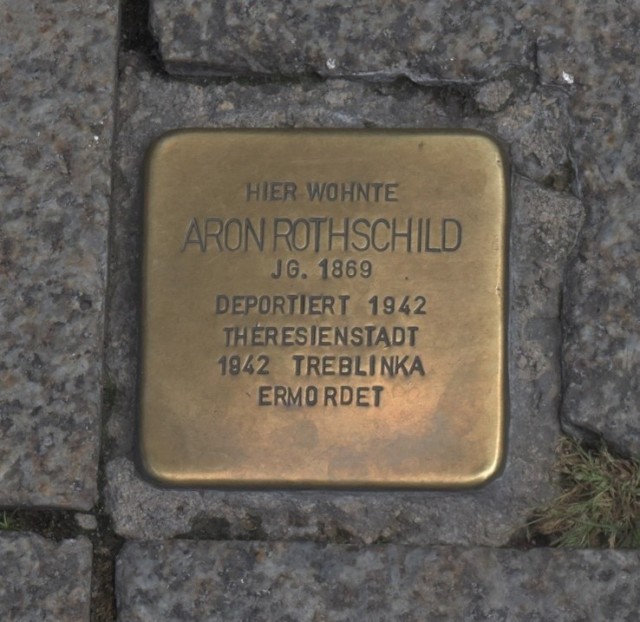 HIER WOHNTE
ARON ROTHSCHILD
JG. 1869
DEPORTIERT 1942
THERESIENSTADT
1942 TREBLINKA
ERMORDET